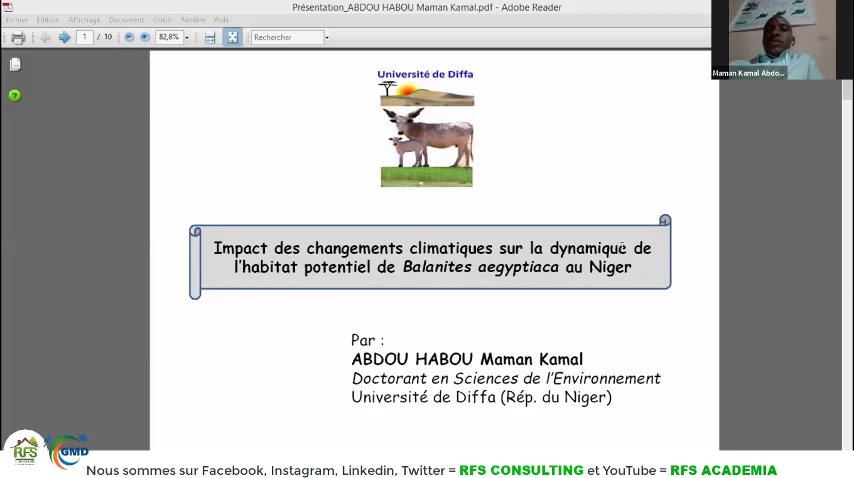 Présentation_ABDOU HABOU Maman Kamal.pdf - Adobe Reader
Fichier Edition Affichage Document Outils Fenêtre Aide
1 / 10 82,8% Rechercher
Maman Kamal Abdo...
Université de Diffa
Impact des changements climatiques sur la dynamique de
l'habitat potentiel de Balanites aegyptiaca au Niger
Par :
ABDOU HABOU Maman Kamal
Doctorant en Sciences de l'Environnement
Université de Diffa (Rép. du Niger)
RFS
GMD
Nous sommes sur Facebook, Instagram, Linkedin, Twitter = RFS CONSULTING et YouTube = RFS ACADEMIA